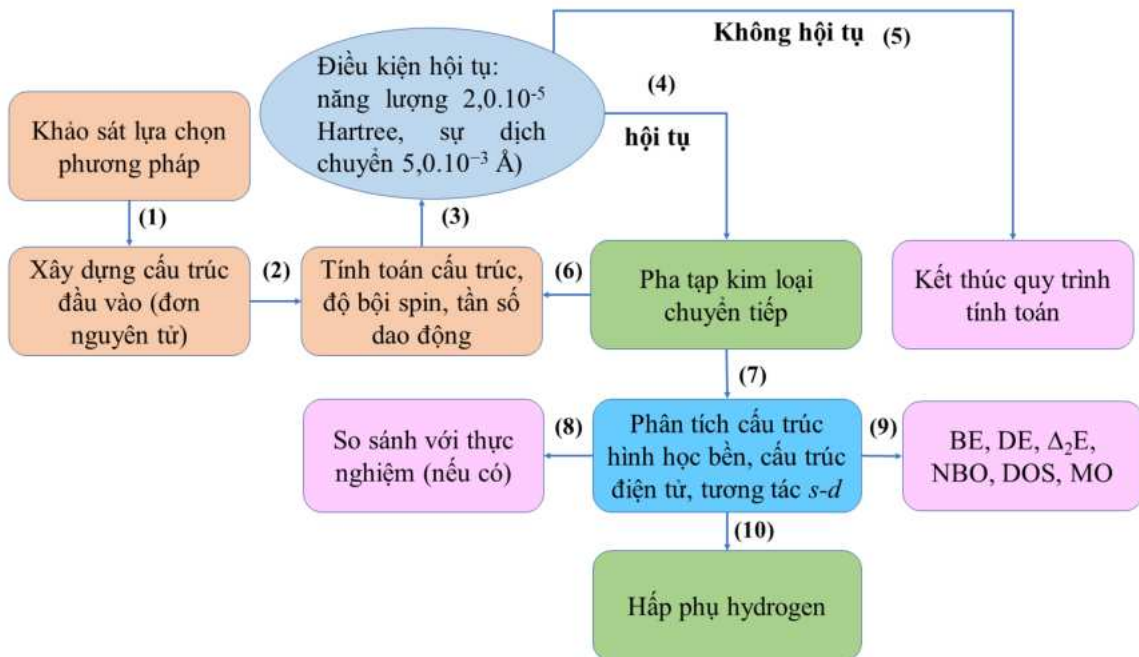 Không hội tụ (5)
Điều kiện hội tụ:
năng lượng 2,0.10⁻⁵
Hartree, sự dịch
chuyển 5,0.10⁻³ Å)
(4)
hội tụ
Khảo sát lựa chọn
phương pháp
(1)
(3)
Xây dựng cấu trúc
đầu vào (đơn
nguyên tử)
(2)
Tính toán cấu trúc,
độ bội spin, tần số
dao động
(6)
Pha tạp kim loại
chuyển tiếp
Kết thúc quy trình
tính toán
(7)
So sánh với thực
nghiệm (nếu có)
(8)
Phân tích cấu trúc
hình học bền, cấu trúc
điện tử, tương tác s-d
(9)
BE, DE, Δ₂E,
NBO, DOS, MO
(10)
Hấp phụ hydrogen